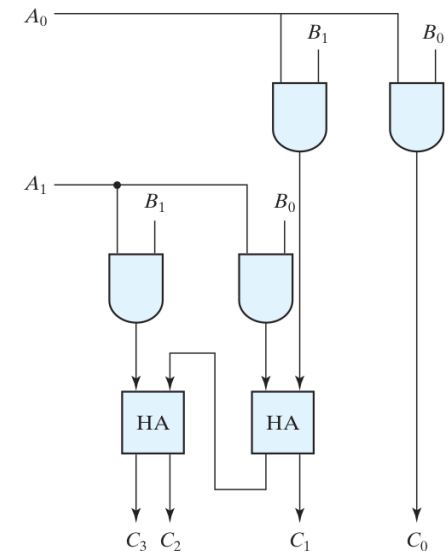 A₀
B₁ B₀
A₁
B₁ B₀
HA HA
C₃ C₂ C₁ C₀